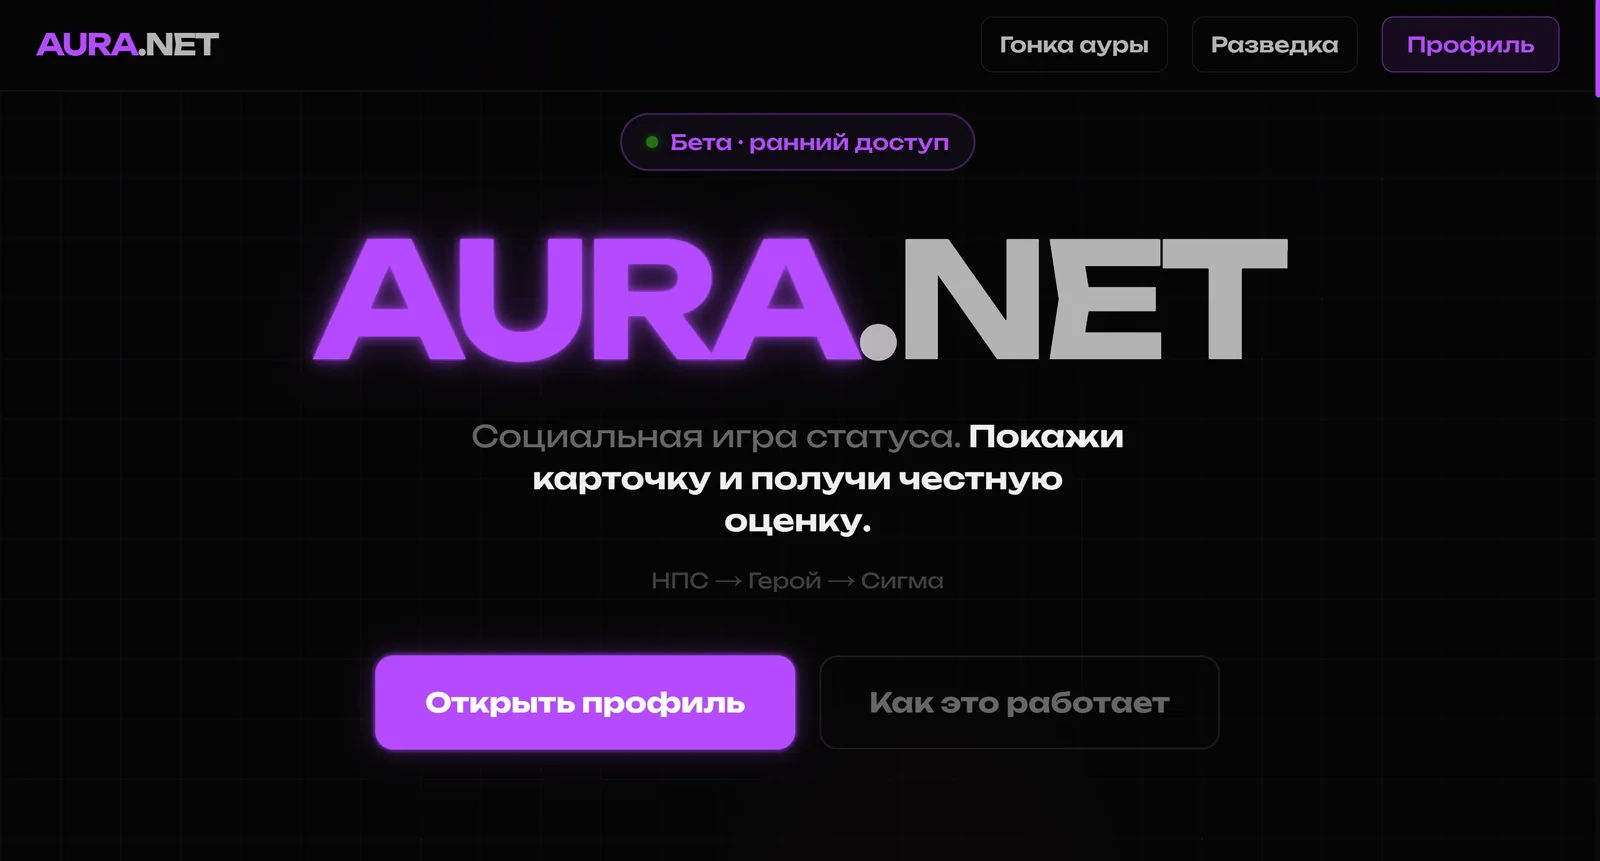 AURA.NET
Гонка ауры
Разведка
Профиль
Бета · ранний доступ
AURA.NET
Социальная игра статуса. Покажи
карточку и получи честную
оценку.
НПС → Герой → Сигма
Открыть профиль
Как это работает